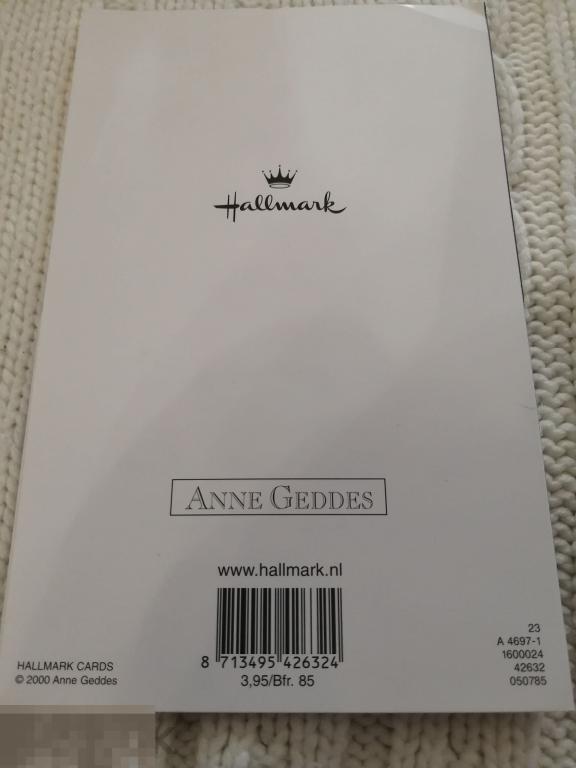 Hallmark
ANNE GEDDES
www.hallmark.nl
8 713495 426324
3,95/Bfr. 85
HALLMARK CARDS
© 2000 Anne Geddes
23
A 4697-1
1600024
42632
050785